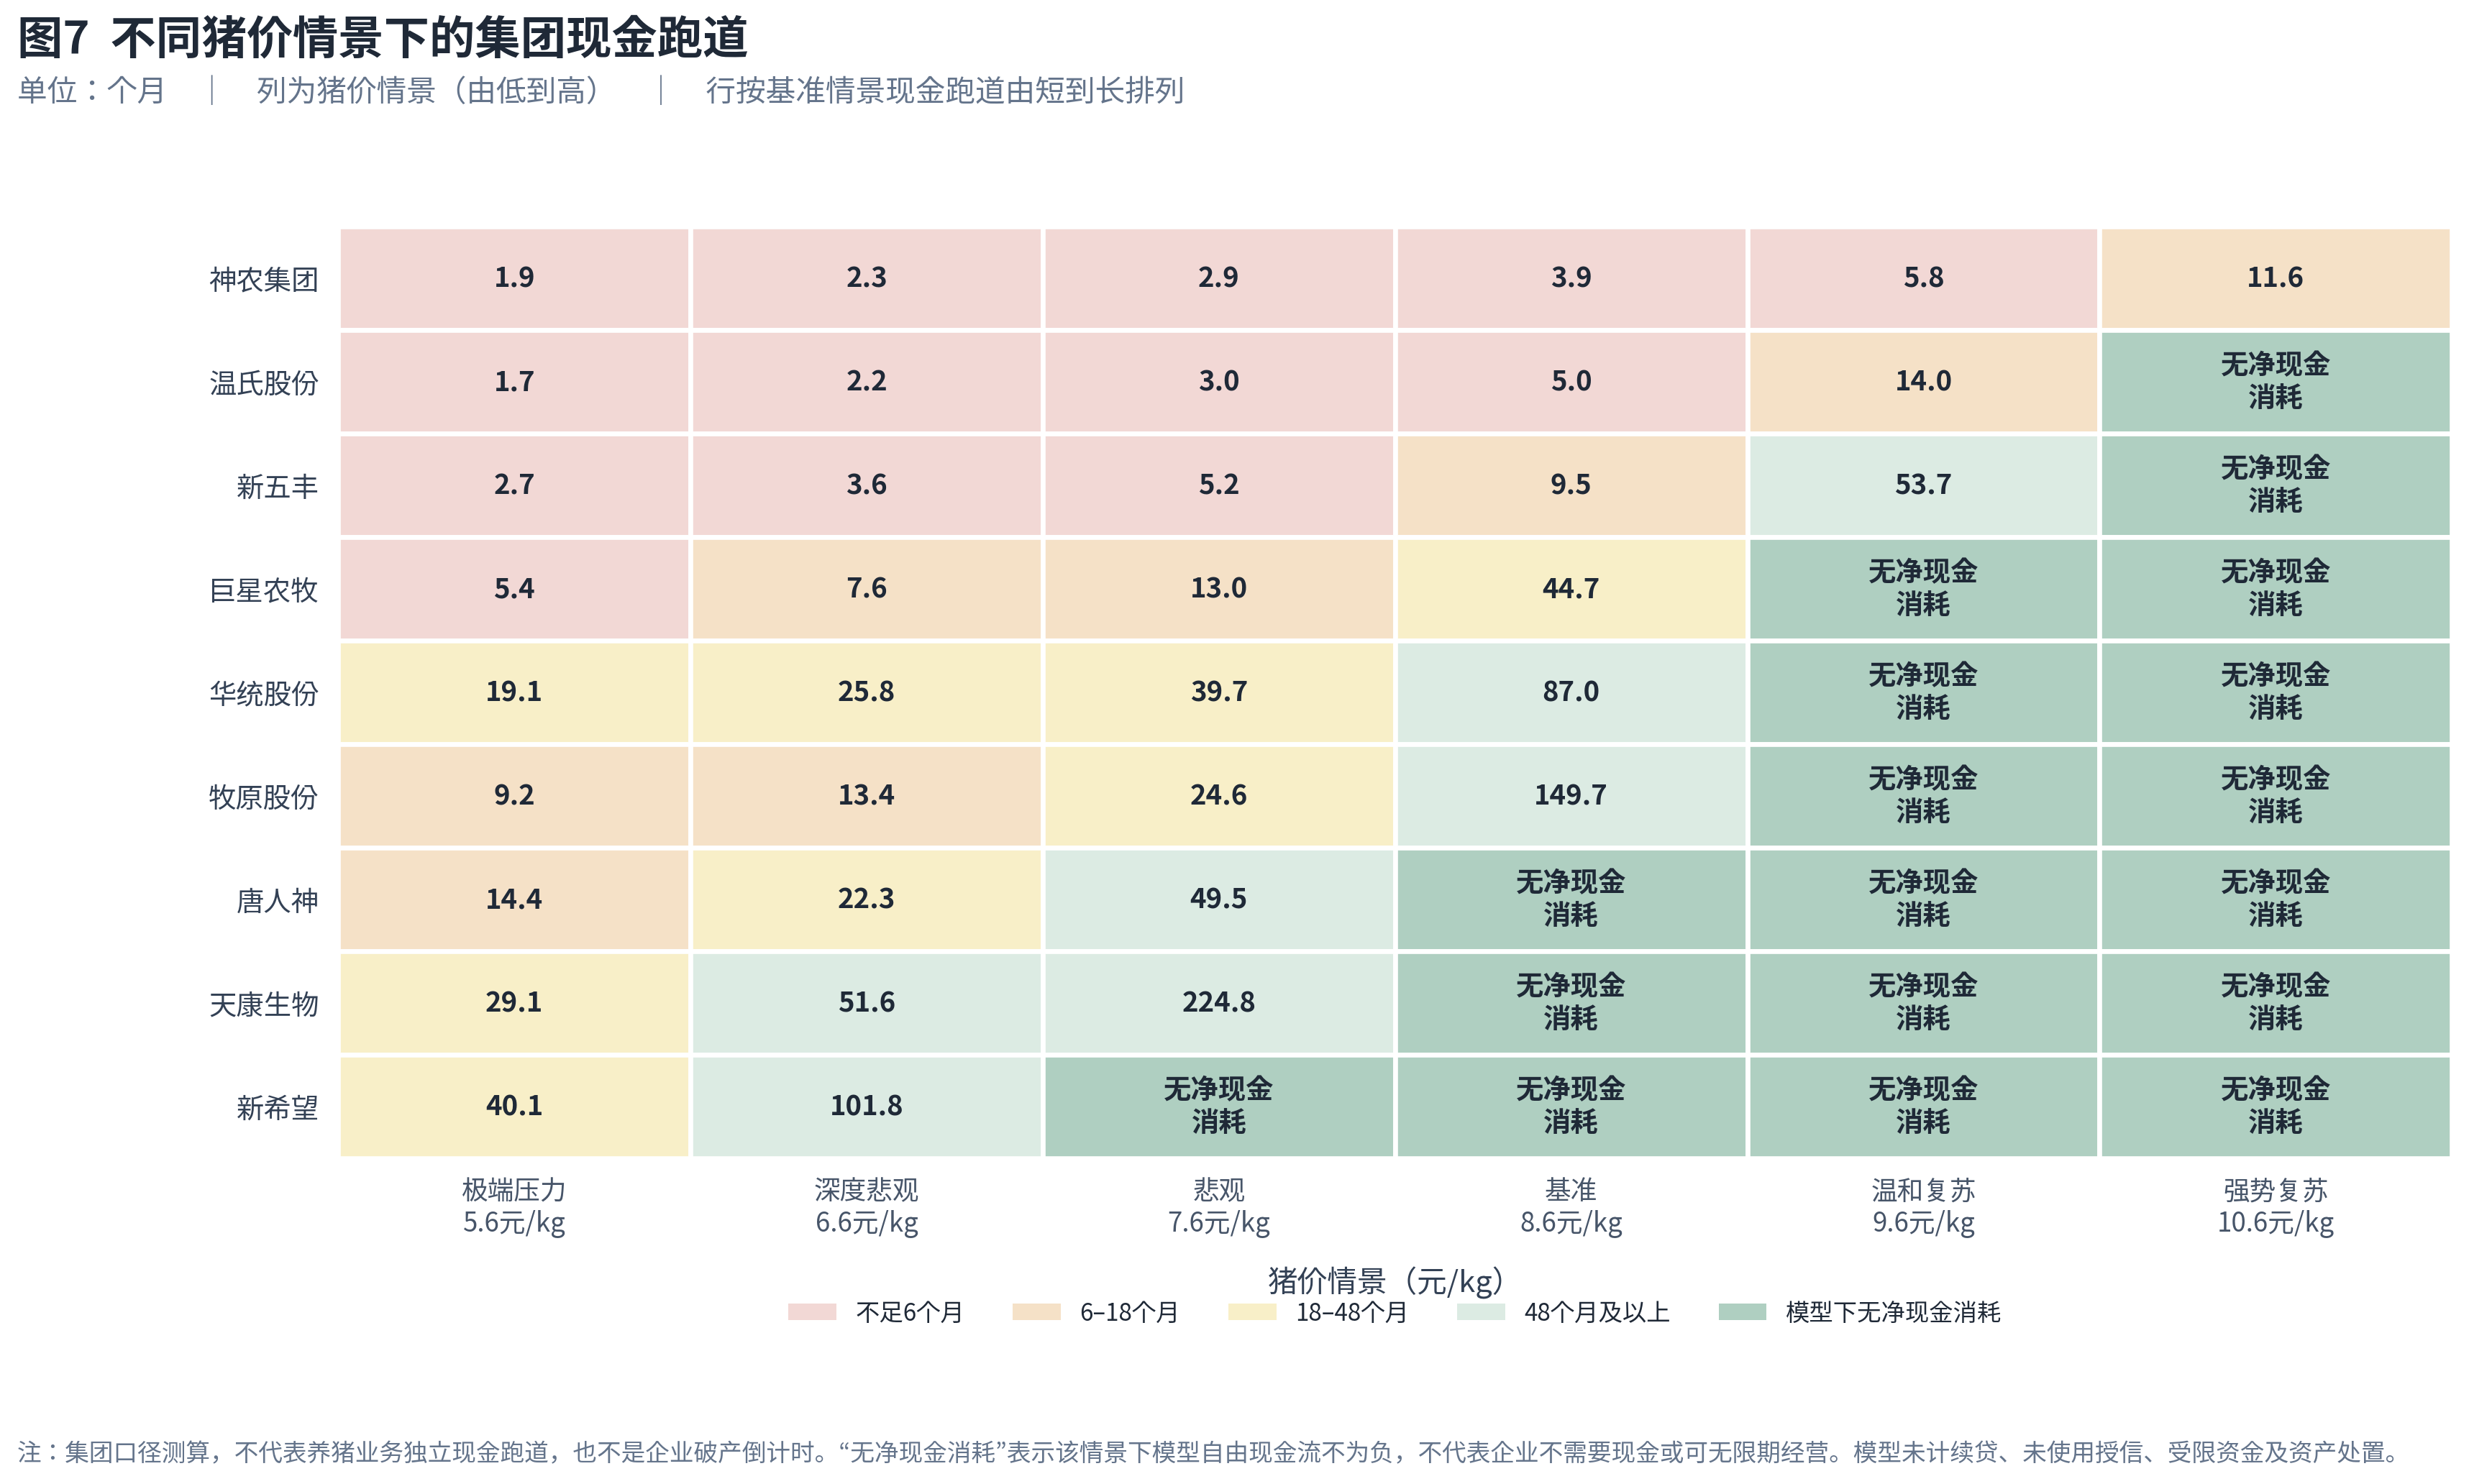 图7 不同猪价情景下的集团现金跑道
单位：个月 ｜ 列为猪价情景（由低到高） ｜ 行按基准情景现金跑道由短到长排列
神农集团 1.9 2.3 2.9 3.9 5.8 11.6
温氏股份 1.7 2.2 3.0 5.0 14.0 无净现金消耗
新五丰 2.7 3.6 5.2 9.5 53.7 无净现金消耗
巨星农牧 5.4 7.6 13.0 44.7 无净现金消耗 无净现金消耗
华统股份 19.1 25.8 39.7 87.0 无净现金消耗 无净现金消耗
牧原股份 9.2 13.4 24.6 149.7 无净现金消耗 无净现金消耗
唐人神 14.4 22.3 49.5 无净现金消耗 无净现金消耗 无净现金消耗
天康生物 29.1 51.6 224.8 无净现金消耗 无净现金消耗 无净现金消耗
新希望 40.1 101.8 无净现金消耗 无净现金消耗 无净现金消耗 无净现金消耗
极端压力 深度悲观 悲观 基准 温和复苏 强势复苏
5.6元/kg 6.6元/kg 7.6元/kg 8.6元/kg 9.6元/kg 10.6元/kg
猪价情景（元/kg）
不足6个月 6–18个月 18–48个月 48个月及以上 模型下无净现金消耗
注：集团口径测算，不代表养猪业务独立现金跑道，也不是企业破产倒计时。“无净现金消耗”表示该情景下模型自由现金流不为负，不代表企业不需要现金或可无限期经营。模型未计续贷、未使用授信、受限资金及资产处置。